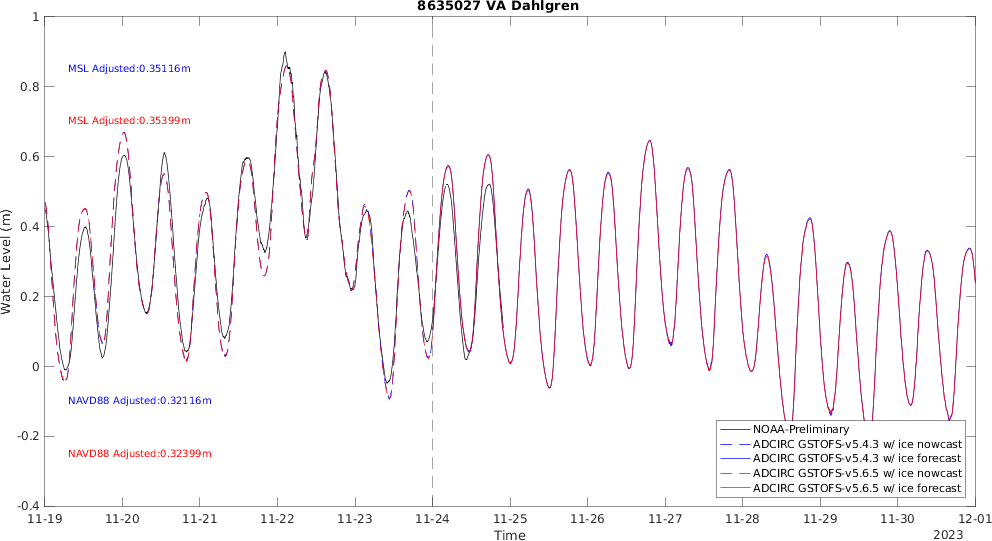 8635027 VA Dahlgren
1
0.8
0.6
0.4
0.2
0
-0.2
-0.4
Water Level (m)
MSL Adjusted:0.35116m
MSL Adjusted:0.35399m
NAVD88 Adjusted:0.32116m
NAVD88 Adjusted:0.32399m
NOAA-Preliminary
ADCIRC GSTOFS-v5.4.3 w/ ice nowcast
ADCIRC GSTOFS-v5.4.3 w/ ice forecast
ADCIRC GSTOFS-v5.6.5 w/ ice nowcast
ADCIRC GSTOFS-v5.6.5 w/ ice forecast
11-19 11-20 11-21 11-22 11-23 11-24 11-25 11-26 11-27 11-28 11-29 11-30 12-01
Time
2023